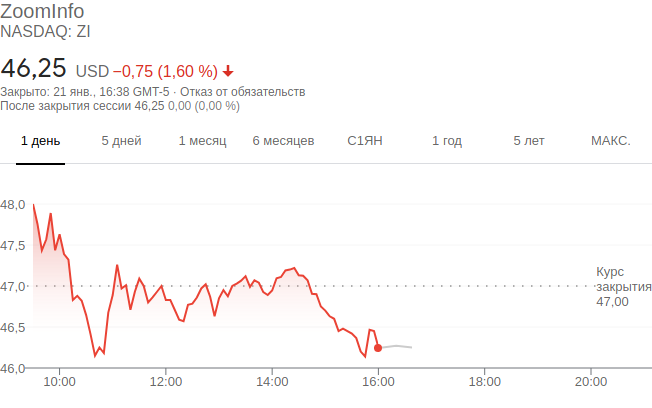 ZoomInfo
NASDAQ: ZI
46,25 USD −0,75 (1,60 %)
Закрыто: 21 янв., 16:38 GMT-5 · Отказ от обязательств
После закрытия сессии 46,25 0,00 (0,00 %)
1 день 5 дней 1 месяц 6 месяцев С1ЯН 1 год 5 лет МАКС.
48,0
47,5
47,0
46,5
46,0
Курс
закрытия
47,00
10:00 12:00 14:00 16:00 18:00 20:00